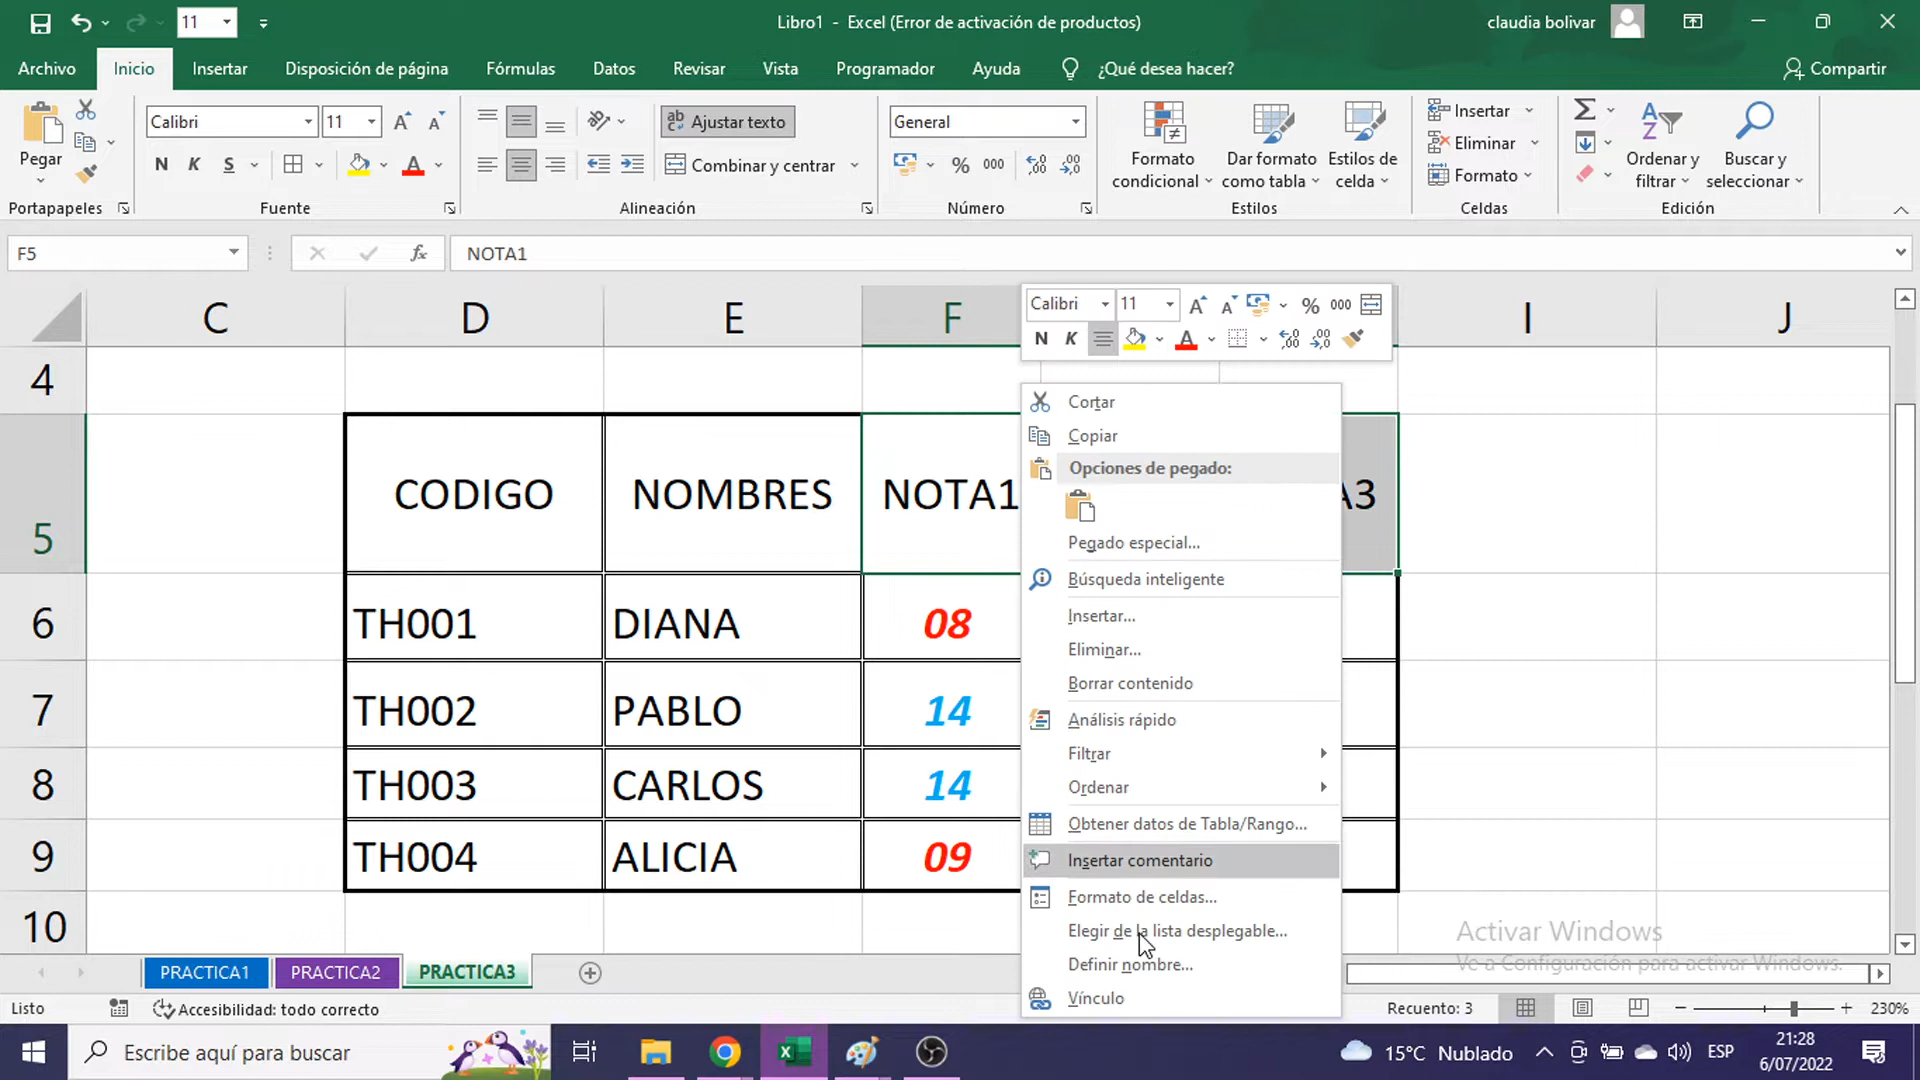 11
Libro1 - Excel (Error de activación de productos)
claudia bolivar
Archivo Inicio Insertar Disposición de página Fórmulas Datos Revisar Vista Programador Ayuda ¿Qué desea hacer? Compartir
Pegar
Portapapeles
Calibri 11
N K S
Fuente
Ajustar texto
Combinar y centrar
Alineación
General
% 000
Número
Formato condicional
Dar formato como tabla
Estilos de celda
Estilos
Insertar
Eliminar
Formato
Celdas
Ordenar y filtrar
Buscar y seleccionar
Edición
F5 fx NOTA1
Calibri 11 % 000
N K
C D E F I J
4
5 CODIGO NOMBRES NOTA1 A3
6 TH001 DIANA 08
7 TH002 PABLO 14
8 TH003 CARLOS 14
9 TH004 ALICIA 09
10
Cortar
Copiar
Opciones de pegado:
Pegado especial...
Búsqueda inteligente
Insertar...
Eliminar...
Borrar contenido
Análisis rápido
Filtrar
Ordenar
Obtener datos de Tabla/Rango...
Insertar comentario
Formato de celdas...
Elegir de la lista desplegable...
Definir nombre...
Vínculo
Activar Windows
Ve a Configuración para activar Windows.
PRACTICA1 PRACTICA2 PRACTICA3
Listo Accesibilidad: todo correcto Recuento: 3 230%
Escribe aquí para buscar
15°C Nublado ESP
21:28
6/07/2022